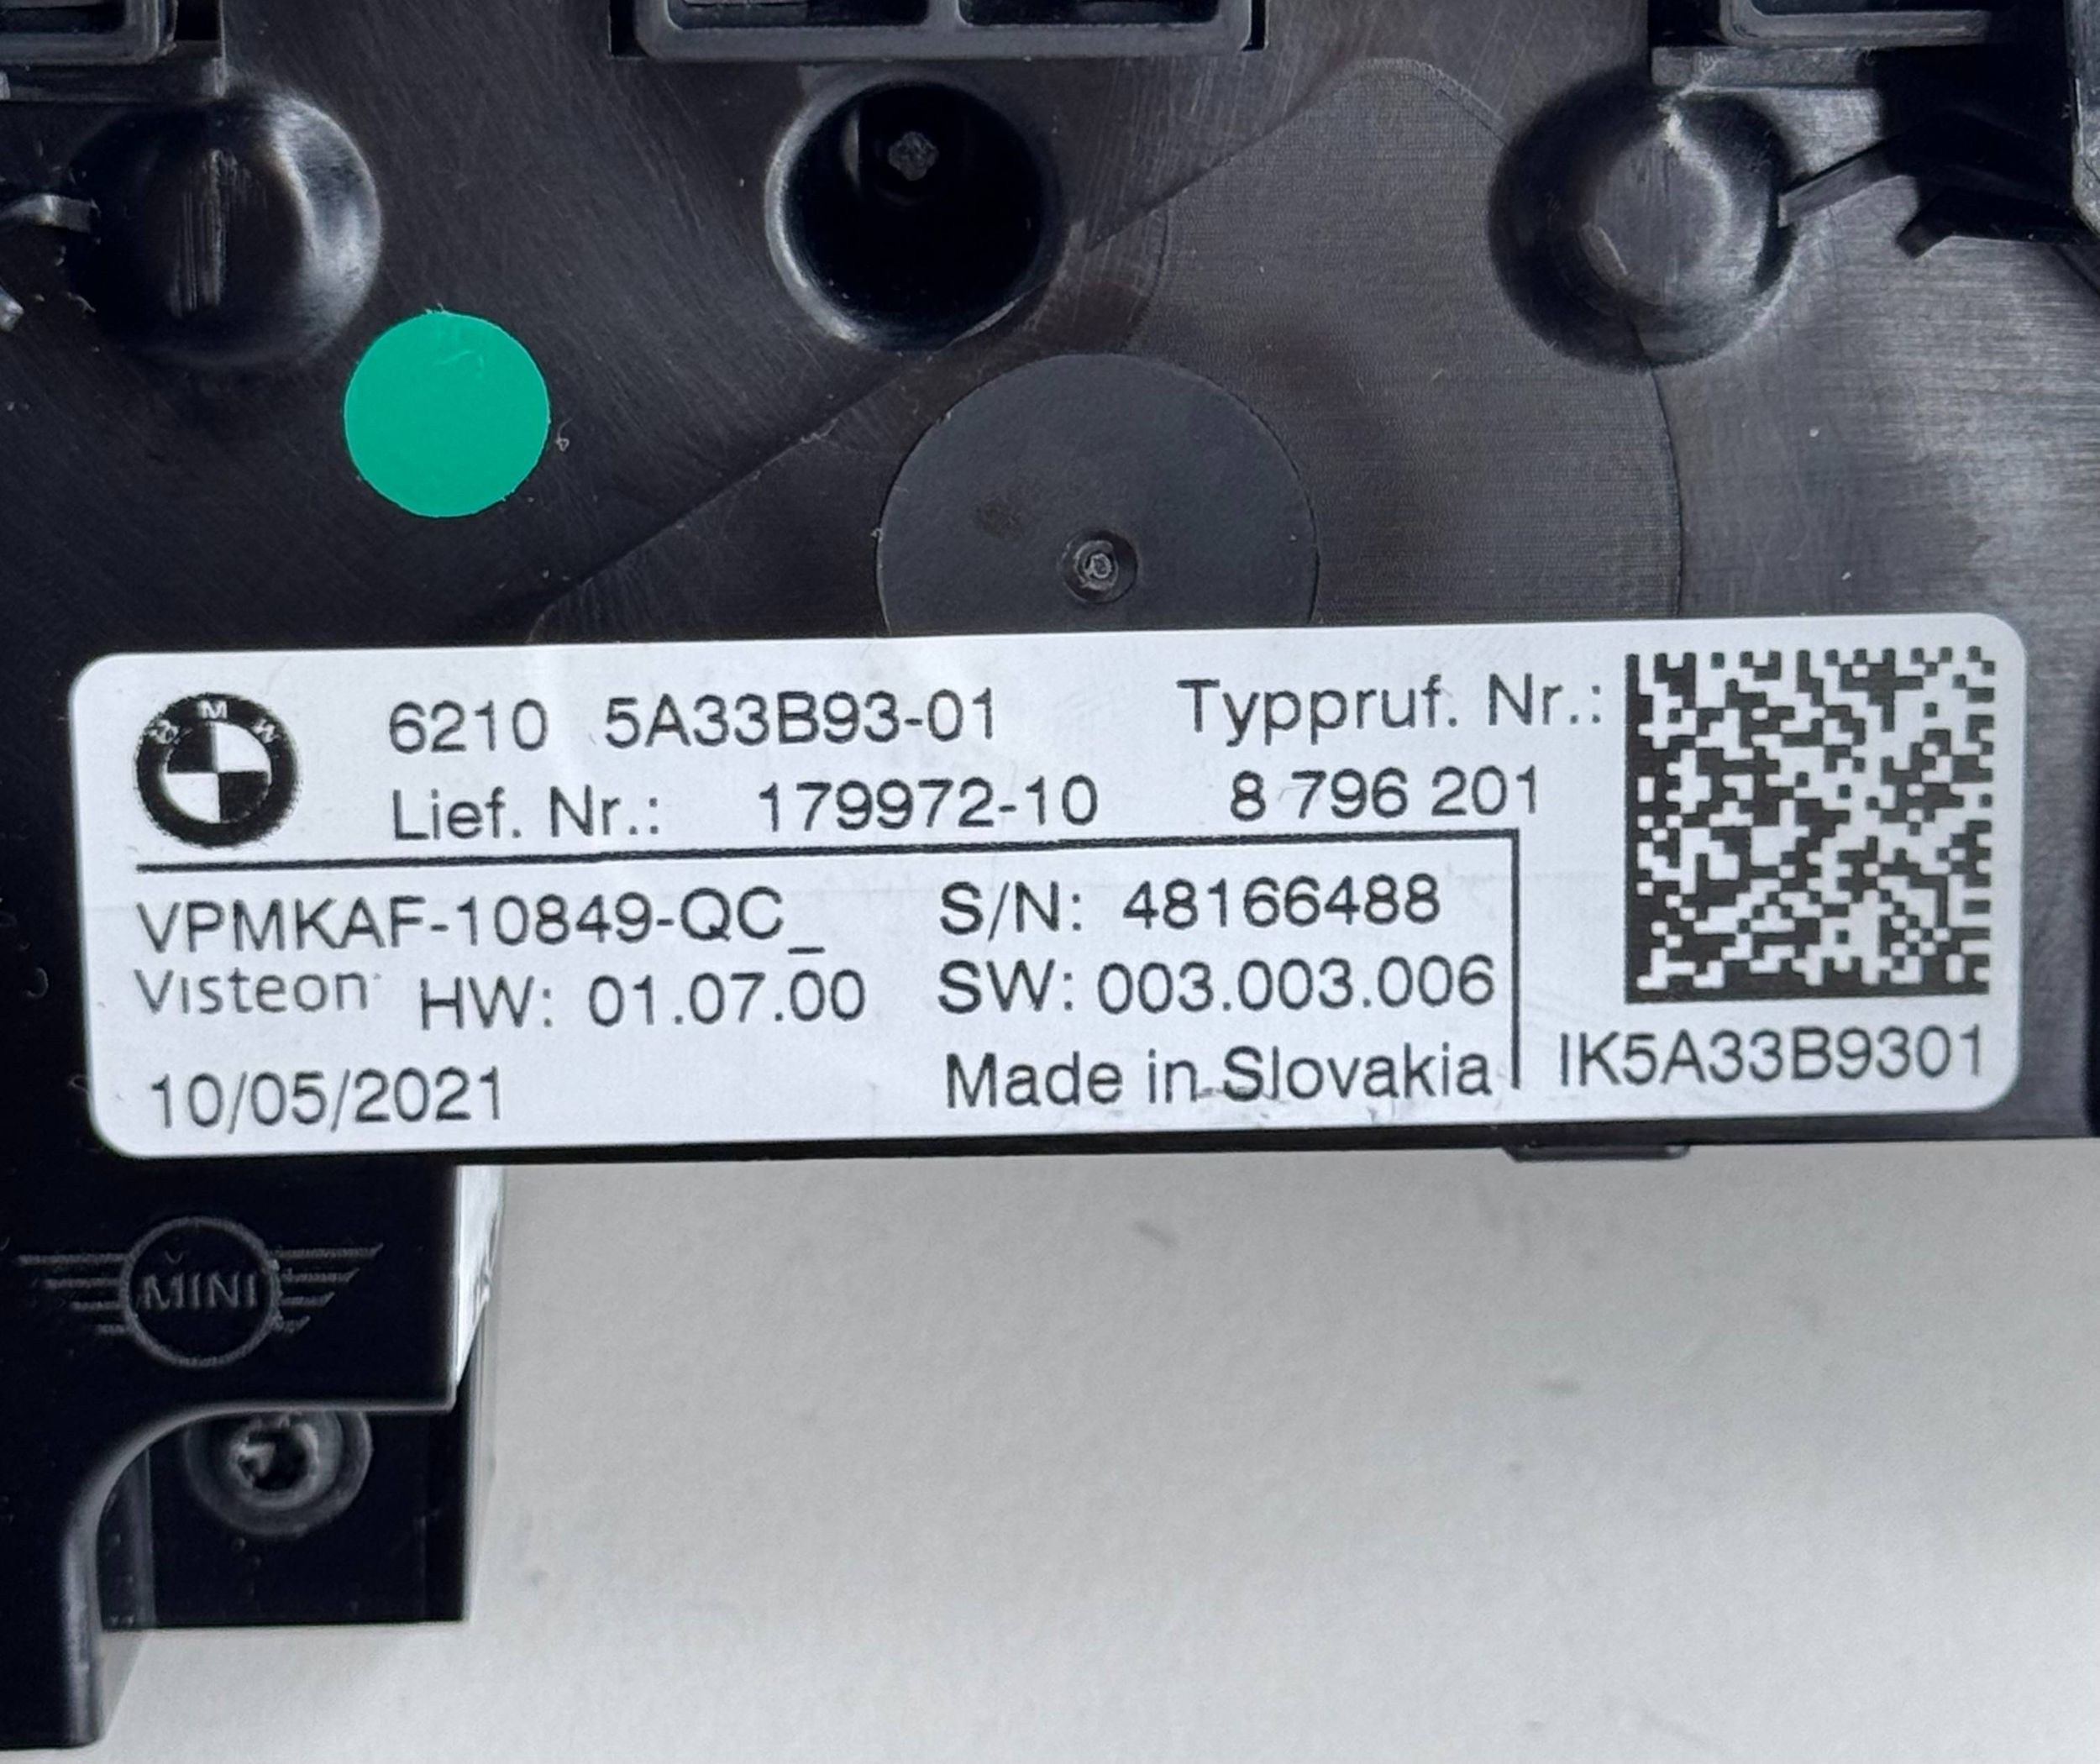 BMW
6210 5A33B93-01 Typpruf. Nr.:
Lief. Nr.: 179972-10 8 796 201
VPMKAF-10849-QC_ S/N: 48166488
Visteon HW: 01.07.00 SW: 003.003.006
10/05/2021 Made in Slovakia IK5A33B9301
MINI